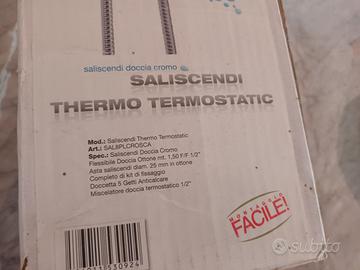 saliscendi doccia cromo
SALISCENDI
THERMO TERMOSTATIC
Mod.: Saliscendi Thermo Termostatic
Art.: SALIIPLCROSCA
Spec.: Saliscendi Doccia Cromo
Flessibile Doccia Ottone mt. 1,50 F/F 1/2"
Asta saliscendi diam. 25 mm in ottone
Completo di kit di fissaggio
Doccetta 5 Getti Anticalcare
Miscelatore doccia termostatico 1/2"
MONTAGGIO
FACILE!
subito